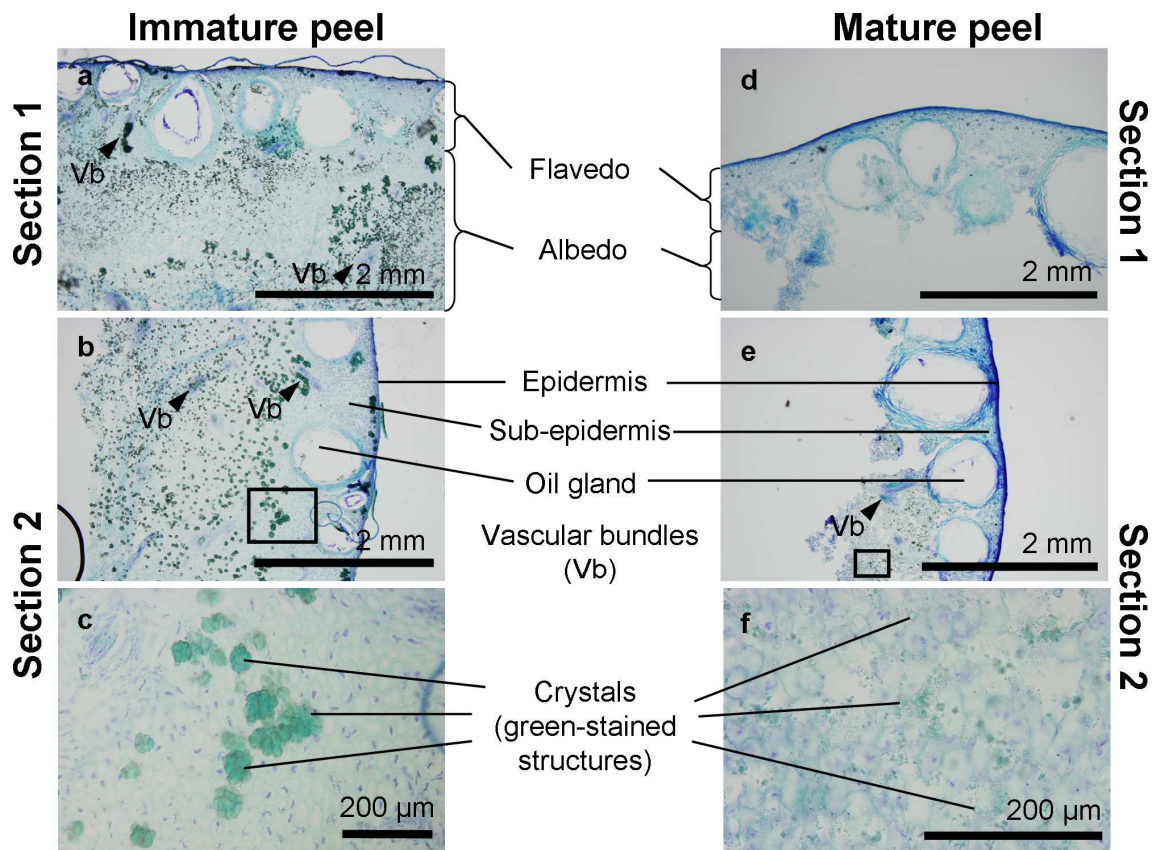 Immature peel
Mature peel
Section 1
a
Vb
Vb
2 mm
Flavedo
Albedo
d
2 mm
Section 1
Section 2
b
Vb
Vb
2 mm
Epidermis
Sub-epidermis
Oil gland
Vascular bundles
(Vb)
e
Vb
2 mm
Section 2
c
200 µm
Crystals
(green-stained
structures)
f
200 µm